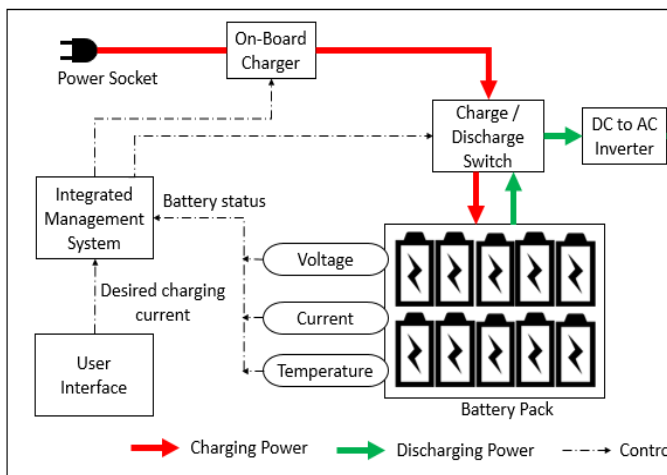 On-Board
Charger
Power Socket
Charge /
Discharge
Switch
DC to AC
Inverter
Integrated
Management
System
Battery status
Voltage
Desired charging
current
Current
User
Interface
Temperature
Battery Pack
Charging Power
Discharging Power
Contro